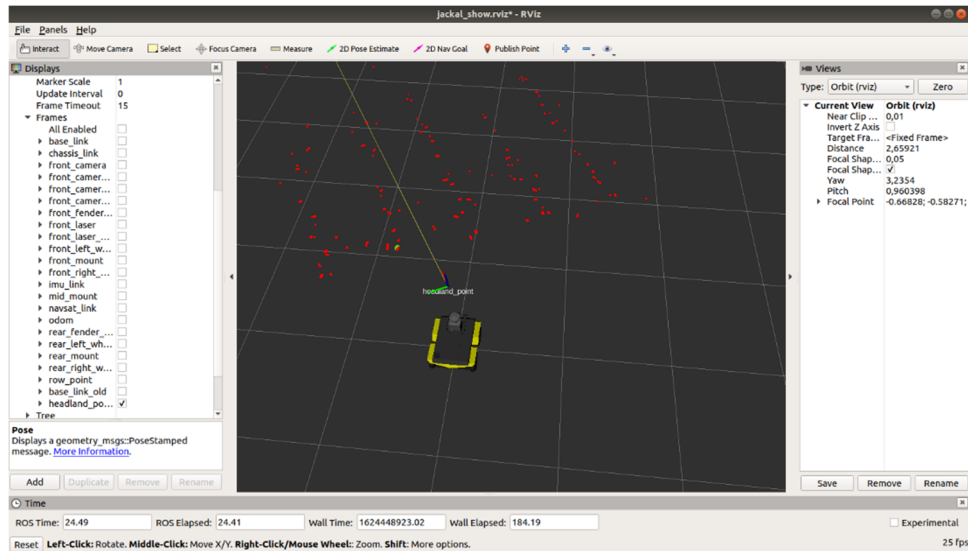 jackal_show.rviz* - RViz
File Panels Help
Interact Move Camera Select Focus Camera Measure 2D Pose Estimate 2D Nav Goal Publish Point
Displays
Marker Scale 1
Update Interval 0
Frame Timeout 15
Frames
All Enabled
base_link
chassis_link
front_camera
front_camer...
front_camer...
front_camer...
front_fender...
front_laser
front_laser_...
front_left_w...
front_mount
front_right_...
imu_link
mid_mount
navsat_link
odom
rear_fender_...
rear_left_wh...
rear_mount
rear_right_w...
row_point
base_link_old
headland_po...
Tree
Pose
Displays a geometry_msgs::PoseStamped
message. More Information.
Add Duplicate Remove Rename
headland_point
Views
Type: Orbit (rviz) Zero
Current View Orbit (rviz)
Near Clip ... 0,01
Invert Z Axis
Target Fra... <Fixed Frame>
Distance 2,65921
Focal Shap... 0,05
Focal Shap...
Yaw 3,2354
Pitch 0,960398
Focal Point -0.66828; -0.58271;
Save Remove Rename
Time
ROS Time: 24.49 ROS Elapsed: 24.41 Wall Time: 1624448923.02 Wall Elapsed: 184.19 Experimental
Reset Left-Click: Rotate. Middle-Click: Move X/Y. Right-Click/Mouse Wheel:: Zoom. Shift: More options. 25 fps